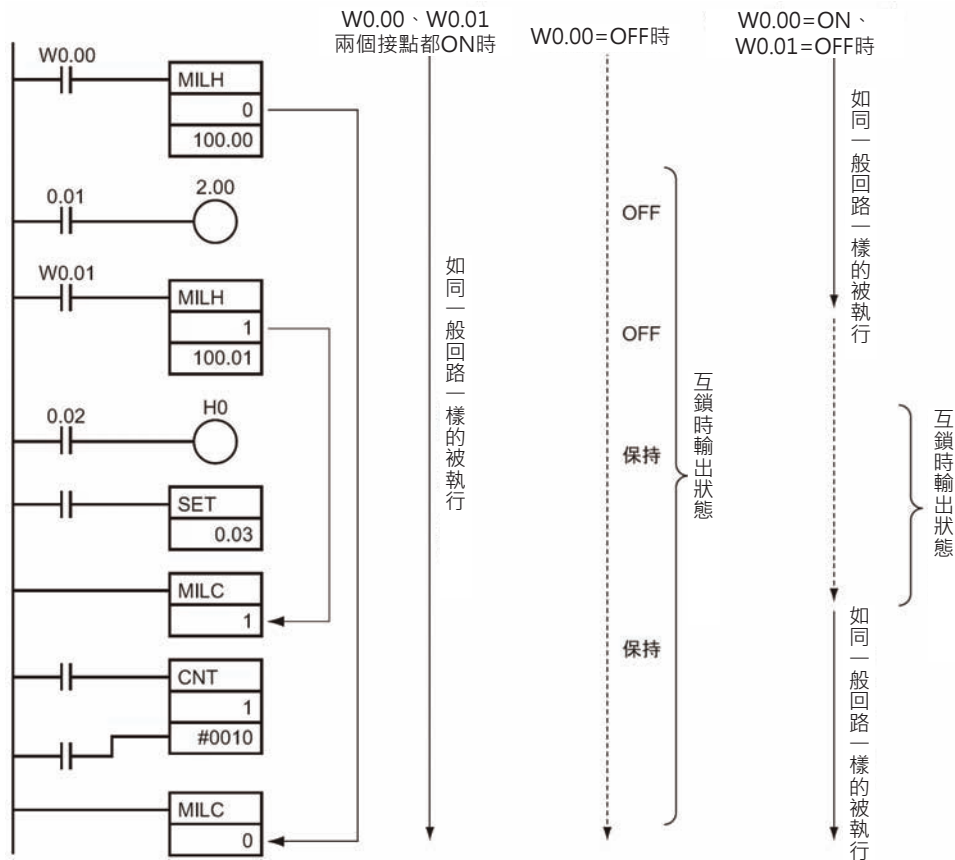 W0.00、W0.01
兩個接點都ON時
W0.00=OFF時
W0.00=ON、
W0.01=OFF時
W0.00
MILH
0
100.00
0.01
2.00
W0.01
MILH
1
100.01
0.02
H0
SET
0.03
MILC
1
CNT
1
#0010
MILC
0
如同一般回路一樣的被執行
OFF
OFF
保持
保持
互鎖時輸出狀態
如同一般回路一樣的被執行
互鎖時輸出狀態
如同一般回路一樣的被執行